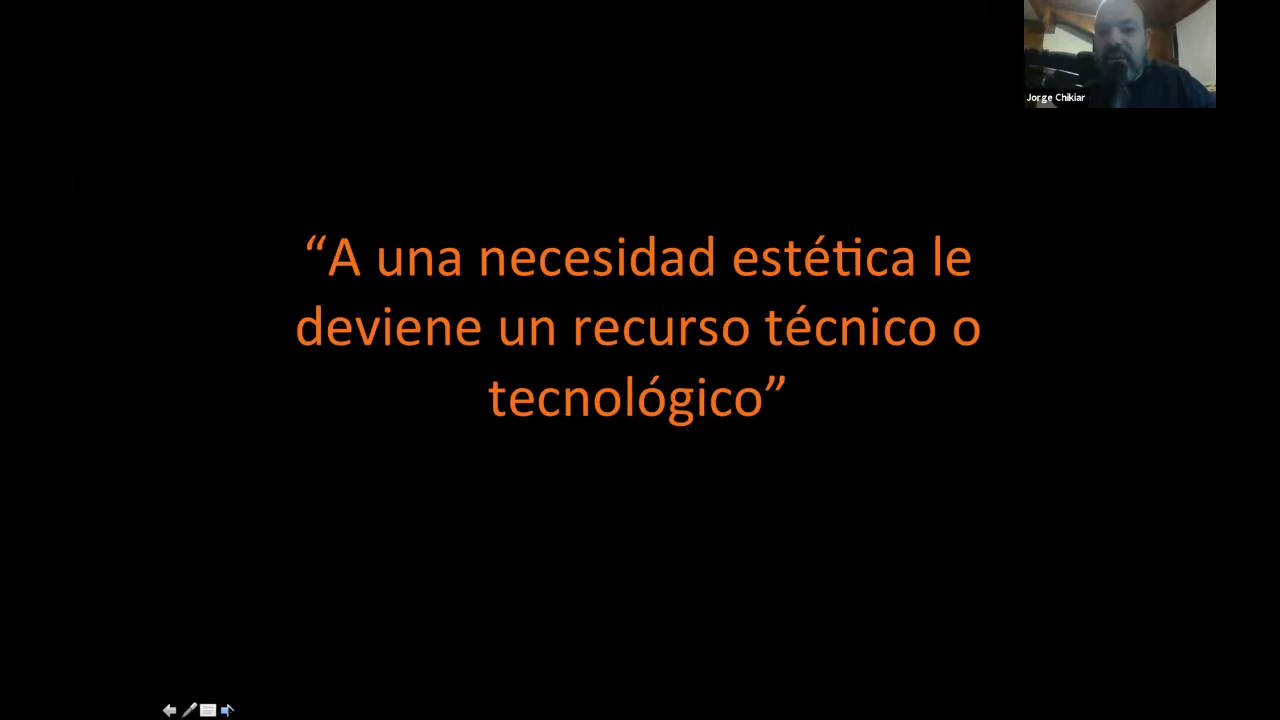 Jorge Chikiar
“A una necesidad estética le
deviene un recurso técnico o
tecnológico”